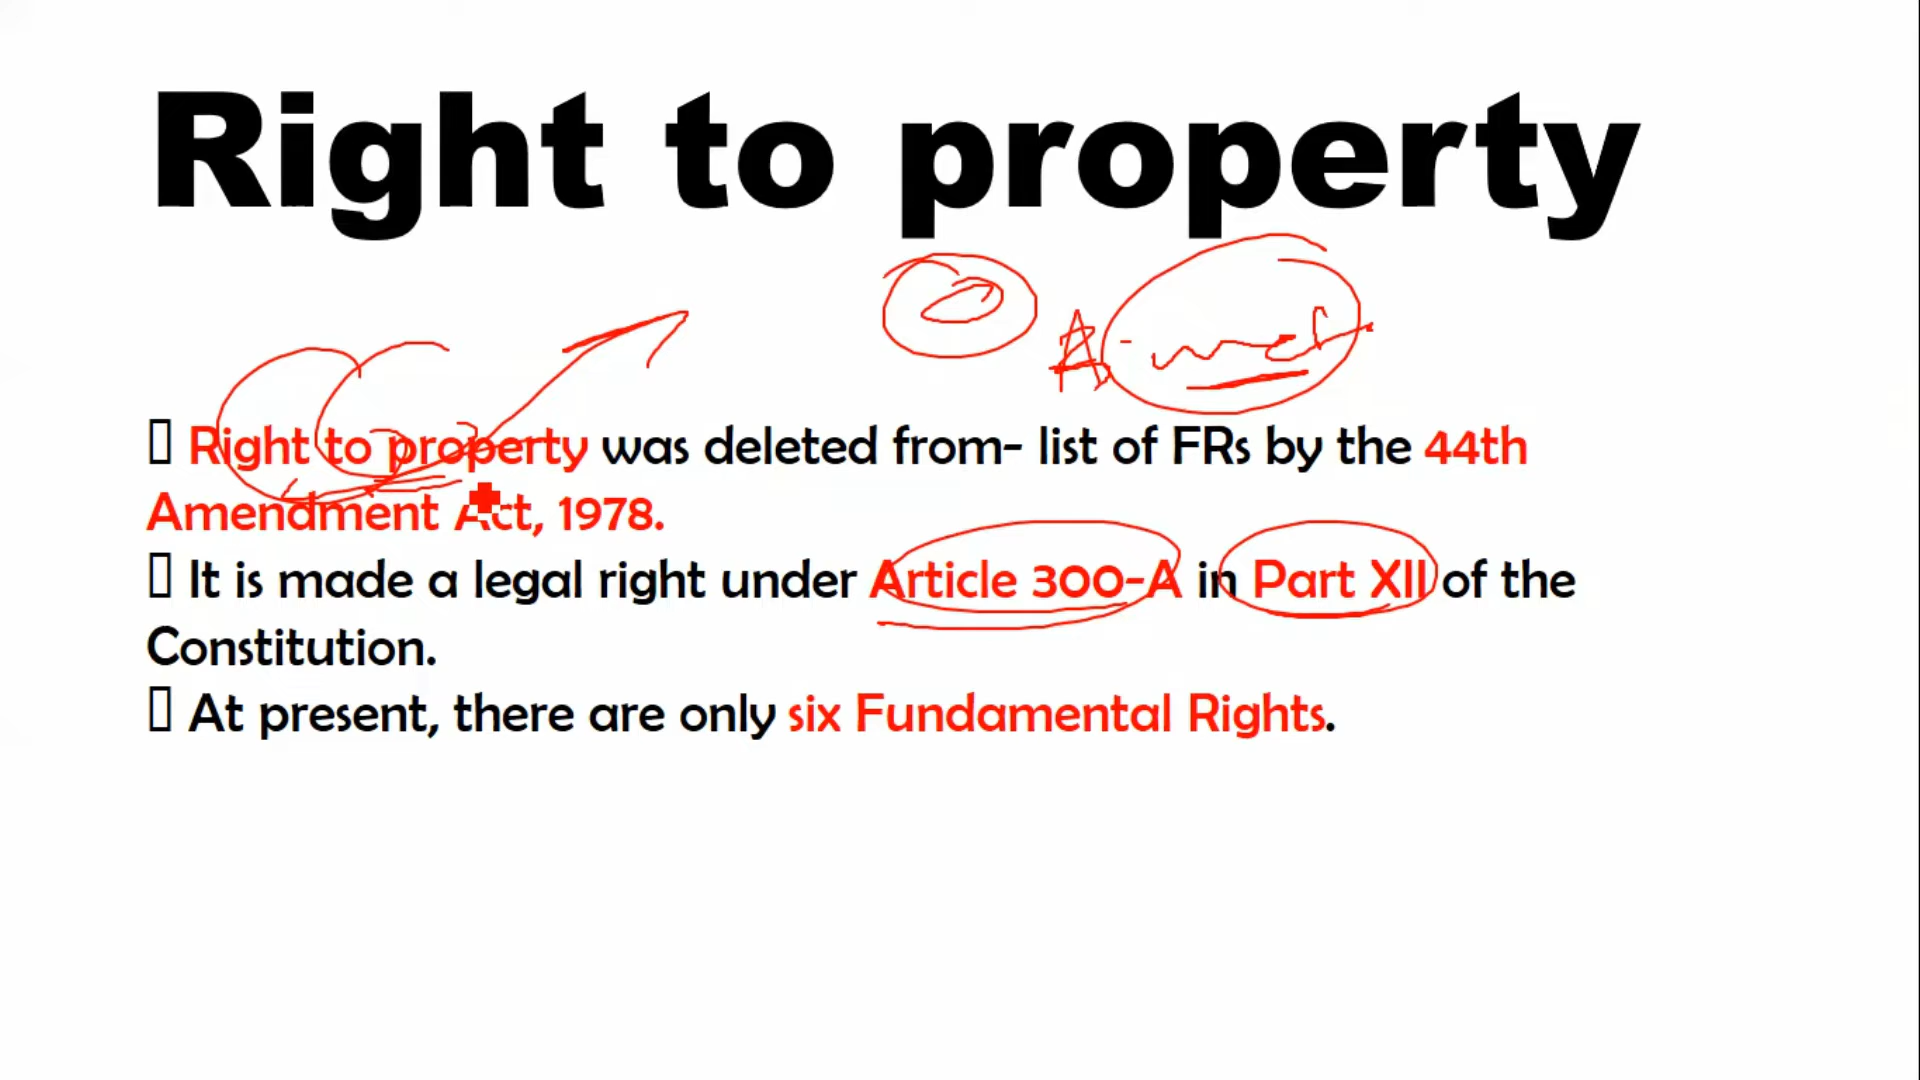 Right to property
Right to property was deleted from- list of FRs by the 44th
Amendment Act, 1978.
It is made a legal right under Article 300-A in Part XII of the
Constitution.
At present, there are only six Fundamental Rights.